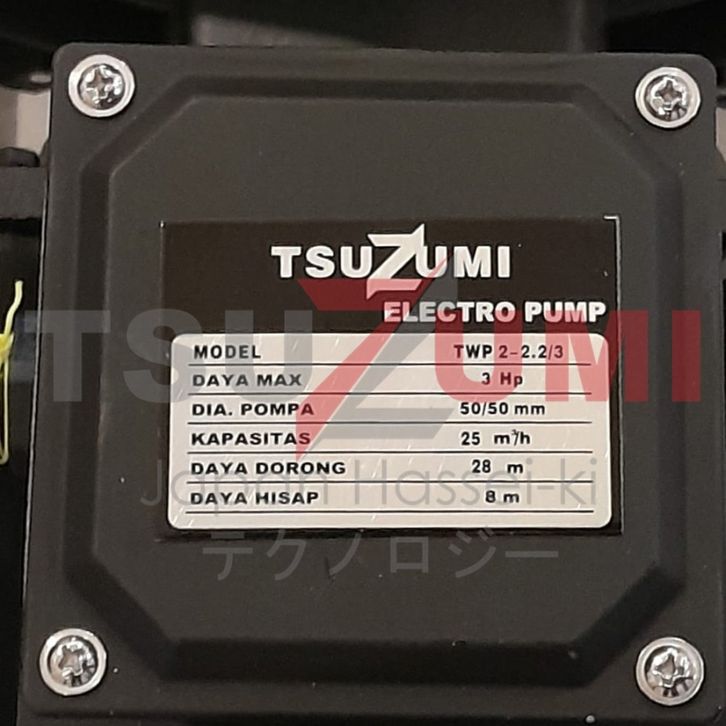 TSUZUMI
ELECTRO PUMP
TSUZUMI
MODEL TWP 2-2.2/3
DAYA MAX 3 Hp
DIA. POMPA 50/50 mm
KAPASITAS 25 m³/h
DAYA DORONG 28 m
DAYA HISAP 8 m
Japan Hassei-ki
テクノロジー